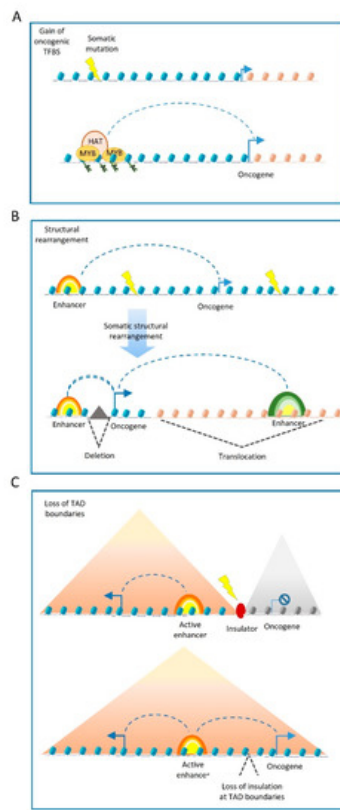 A
Gain of
oncogenic
TFBS
Somatic
mutation
HAT
MYB
MYB
Oncogene
B
Structural
rearrangement
Enhancer
Oncogene
Somatic structural
rearrangement
Enhancer
Oncogene
Enhancer
Deletion
Translocation
C
Loss of TAD
boundaries
Active
enhancer
Insulator
Oncogene
Active
enhancer
Oncogene
Loss of insulation
at TAD boundaries